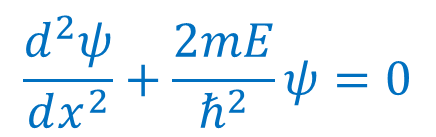 d²ψ/dx² + 2mE/ħ² ψ = 0